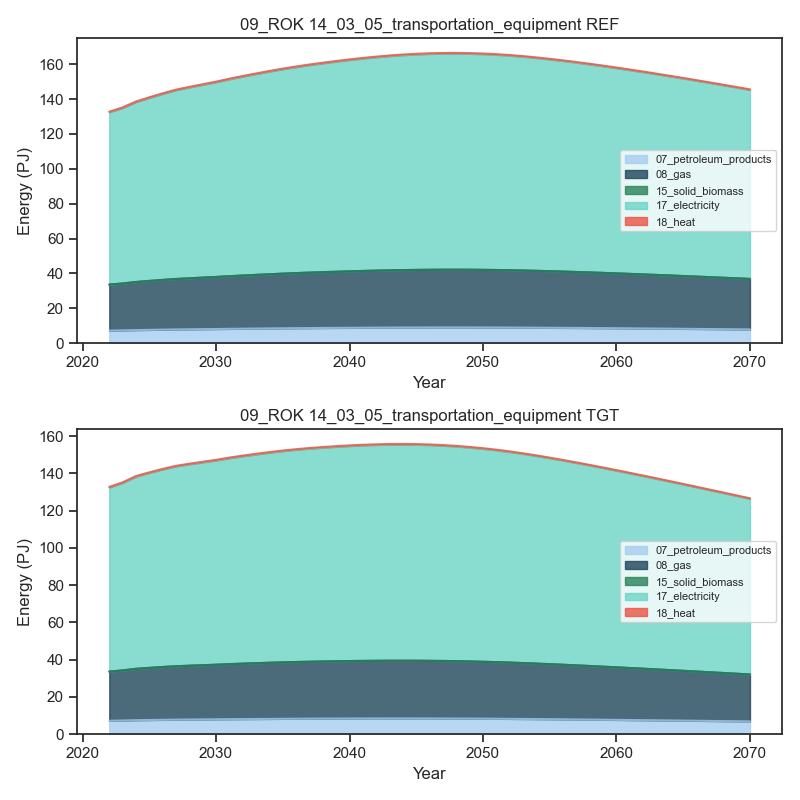 09_ROK 14_03_05_transportation_equipment REF
160
140
120
100
80
60
40
20
0
Energy (PJ)
07_petroleum_products
08_gas
15_solid_biomass
17_electricity
18_heat
2020 2030 2040 2050 2060 2070
Year
09_ROK 14_03_05_transportation_equipment TGT
160
140
120
100
80
60
40
20
0
Energy (PJ)
07_petroleum_products
08_gas
15_solid_biomass
17_electricity
18_heat
2020 2030 2040 2050 2060 2070
Year